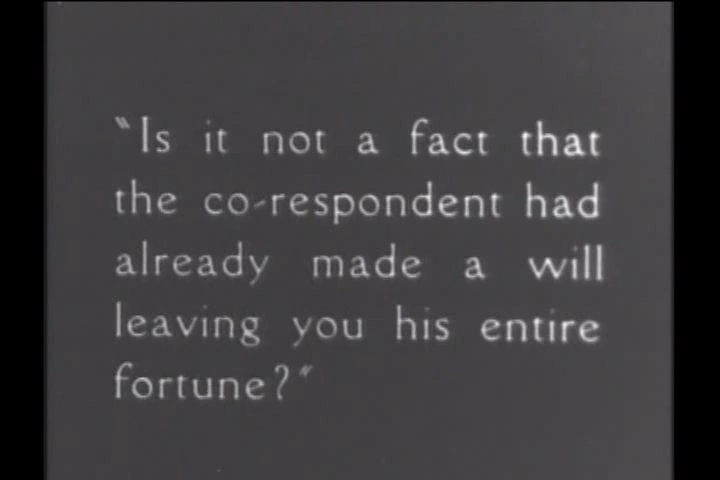 "Is it not a fact that
the co-respondent had
already made a will
leaving you his entire
fortune?"